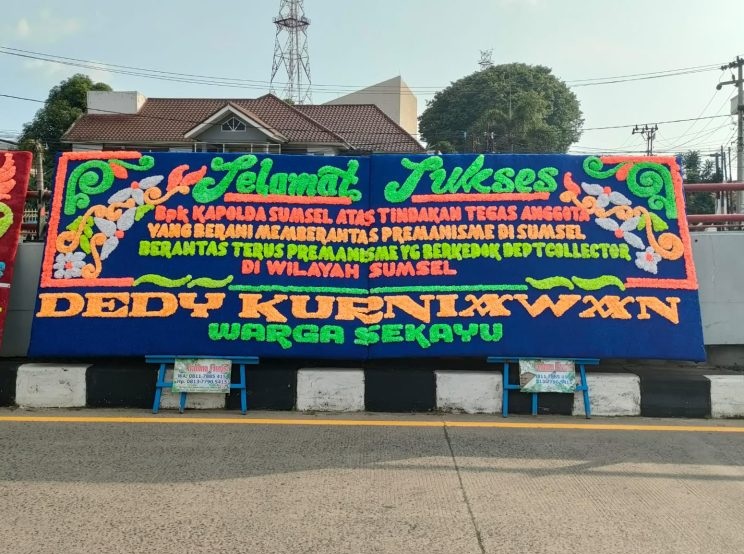 Selamat Sukses
Bpk KAPOLDA SUMSEL ATAS TINDAKAN TEGAS ANGGOTA
YANG BERANI MEMBERANTAS PREMANISME DI SUMSEL
BERANTAS TERUS PREMANISME YG BERKEDOK DEPTCOLLECTOR
DI WILAYAH SUMSEL
DEDY KURNIAWAN
WARGA SEKAYU